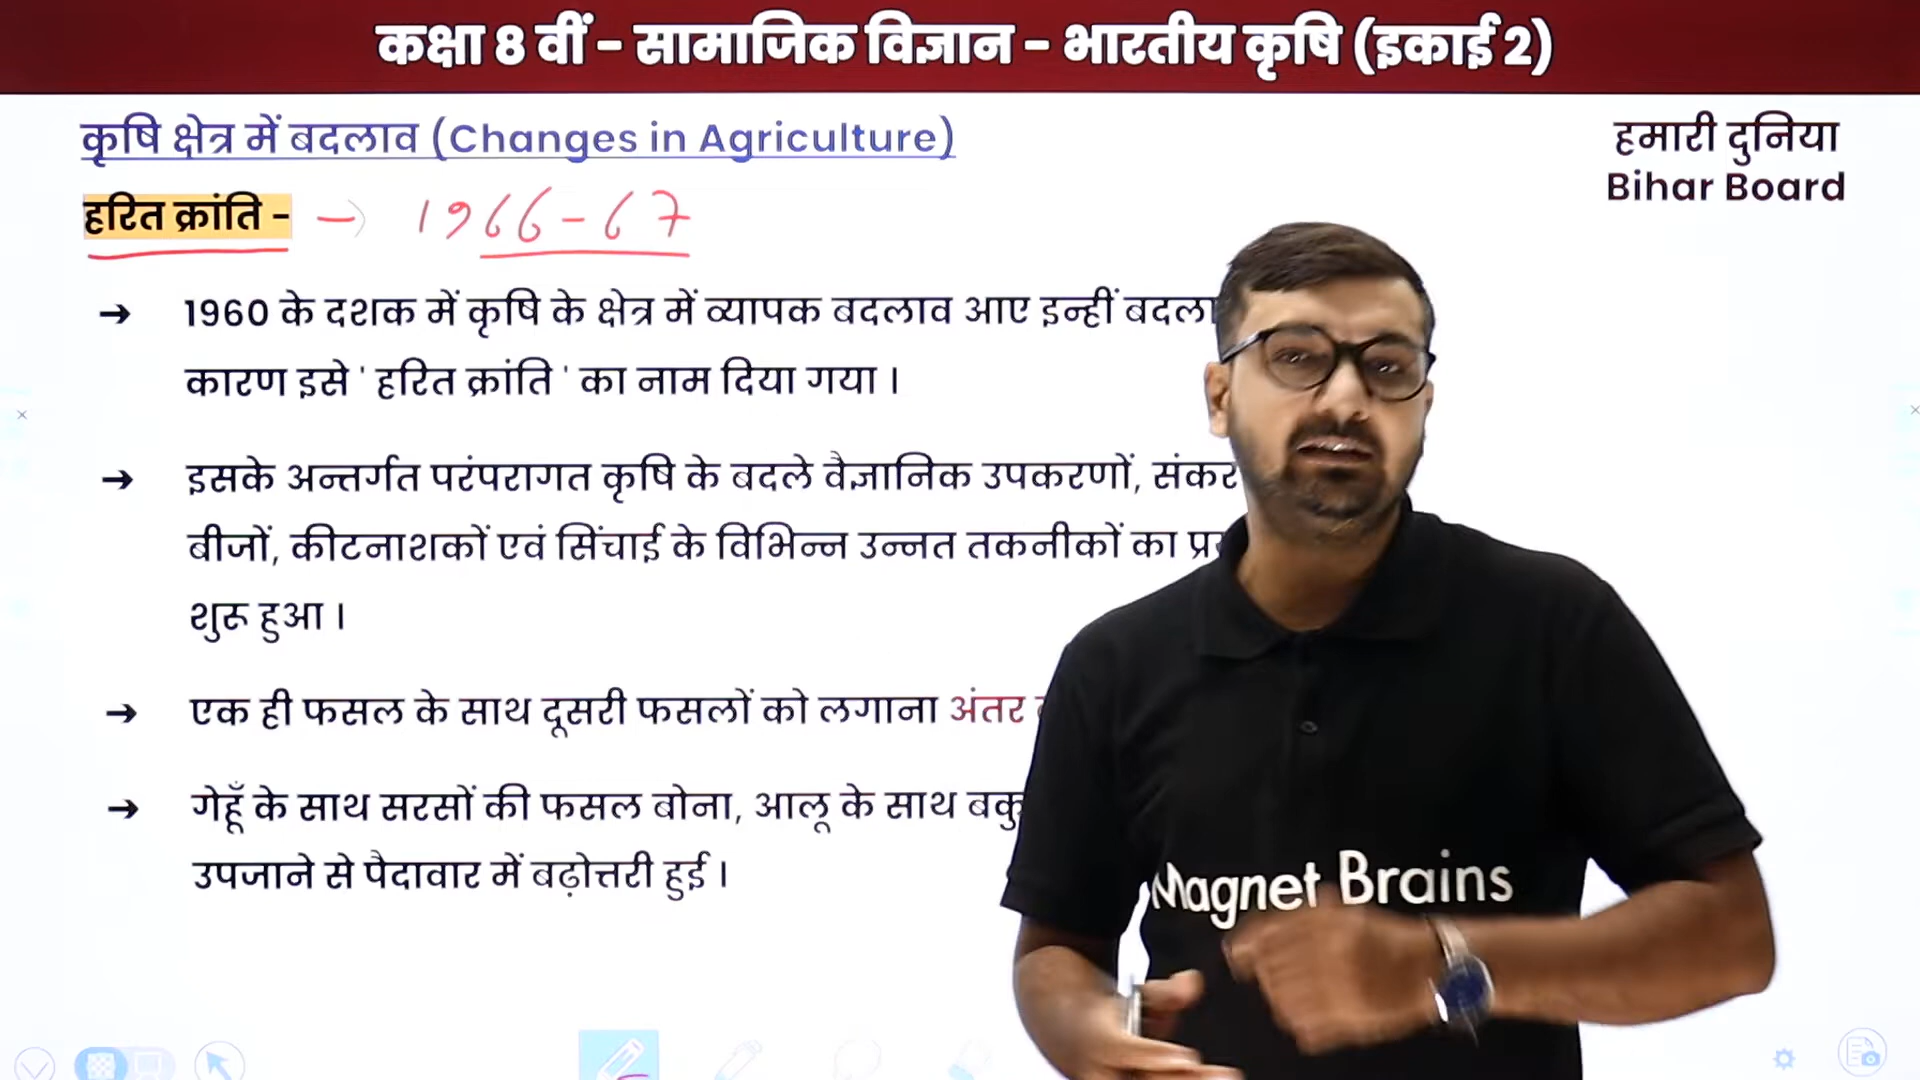 कक्षा 8 वीं - सामाजिक विज्ञान - भारतीय कृषि (इकाई 2)
कृषि क्षेत्र में बदलाव (Changes in Agriculture)
हमारी दुनिया
Bihar Board
हरित क्रांति - → 1966-67
→ 1960 के दशक में कृषि के क्षेत्र में व्यापक बदलाव आए इन्हीं
कारण इसे ' हरित क्रांति ' का नाम दिया गया ।
→ इसके अन्तर्गत परंपरागत कृषि के बदले वैज्ञानिक उपकरणों, संकर
बीजों, कीटनाशकों एवं सिंचाई के विभिन्न उन्नत तकनीकों का
शुरू हुआ ।
→ एक ही फसल के साथ दूसरी फसलों को लगाना अंतर
→ गेहूँ के साथ सरसों की फसल बोना, आलू के साथ
उपजाने से पैदावार में बढ़ोत्तरी हुई ।
Magnet Brains